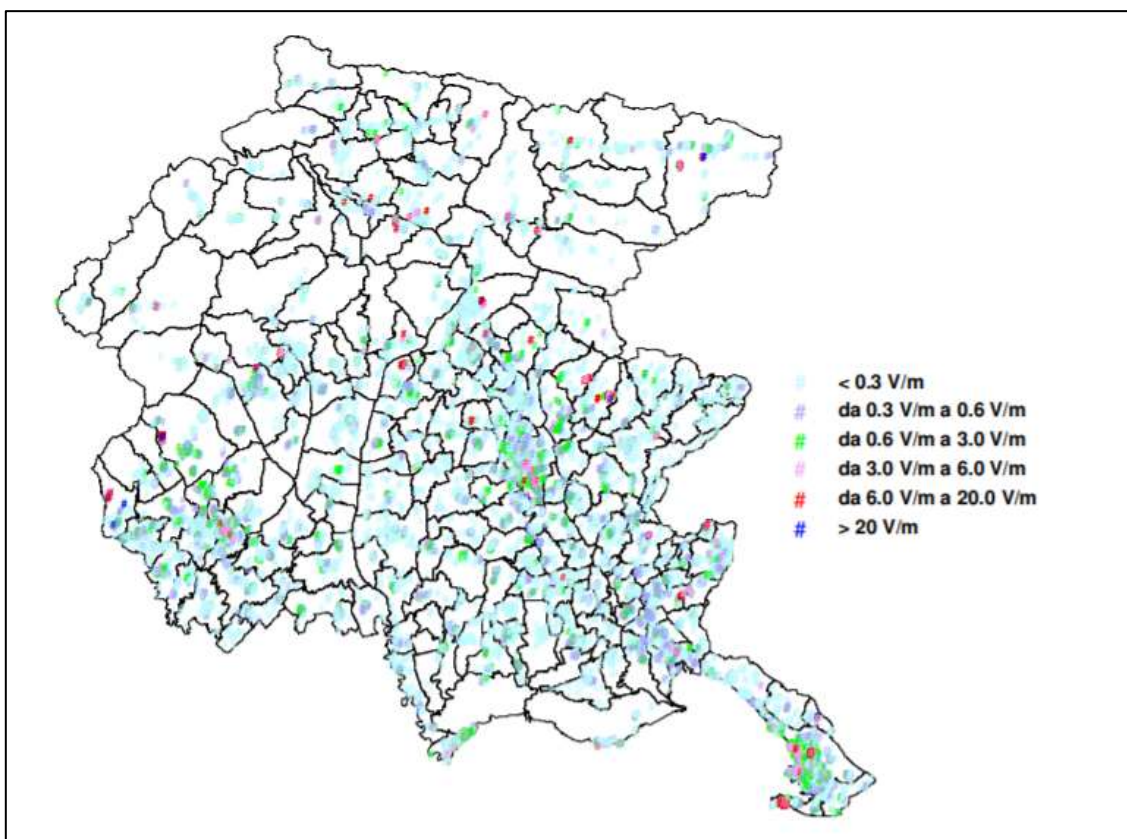 < 0.3 V/m
# da 0.3 V/m a 0.6 V/m
# da 0.6 V/m a 3.0 V/m
# da 3.0 V/m a 6.0 V/m
# da 6.0 V/m a 20.0 V/m
# > 20 V/m